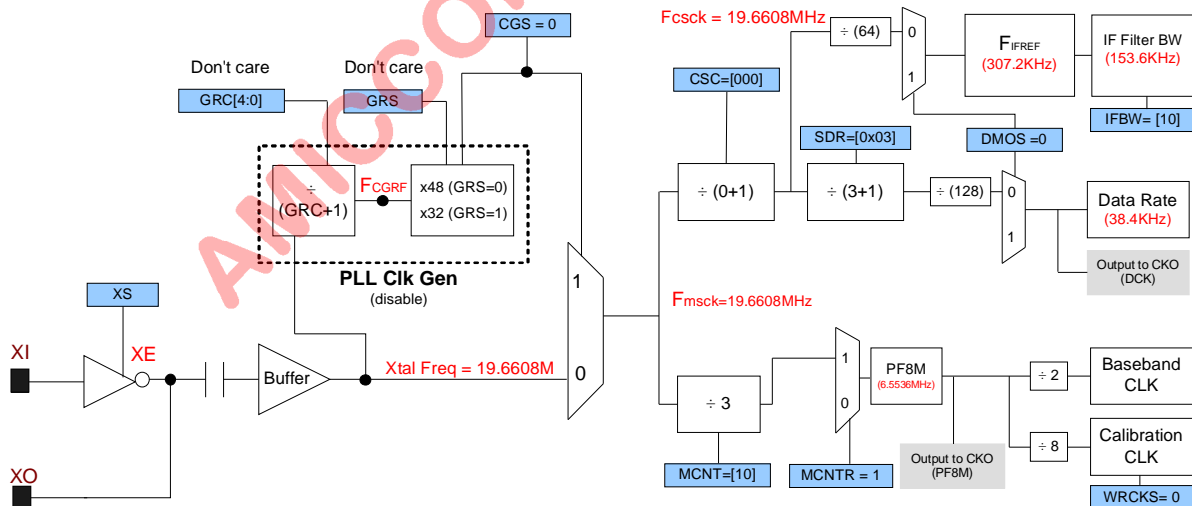 CGS = 0
Fcsck = 19.6608MHz
÷ (64)
0
1
FIFREF
(307.2KHz)
IF Filter BW
(153.6KHz)
IFBW= [10]
Don't care
GRC[4:0]
Don't care
GRS
CSC=[000]
SDR=[0x03]
DMOS =0
÷
(GRC+1)
FCGRF
x48 (GRS=0)
x32 (GRS=1)
÷ (0+1)
÷ (3+1)
÷ (128)
0
1
Data Rate
(38.4KHz)
Output to CKO
(DCK)
PLL Clk Gen
(disable)
1
0
Fmsck=19.6608MHz
XS
XI
XE
Buffer
Xtal Freq = 19.6608M
XO
÷ 3
MCNT=[10]
1
0
MCNTR = 1
PF8M
(6.5536MHz)
Output to CKO
(PF8M)
÷ 2
Baseband
CLK
÷ 8
Calibration
CLK
WRCKS= 0
AMICCO